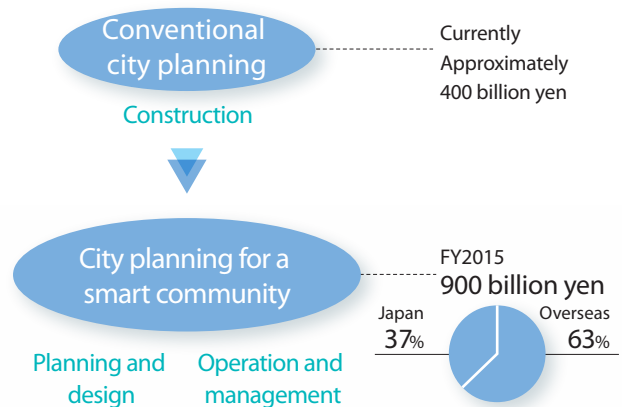 Conventional
city planning
Currently
Approximately
400 billion yen
Construction
City planning for a
smart community
FY2015
900 billion yen
Japan
37%
Overseas
63%
Planning and
design
Operation and
management